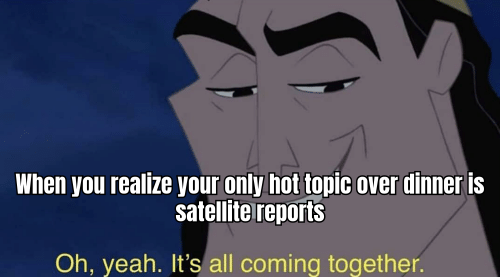 When you realize your only hot topic over dinner is
satellite reports
Oh, yeah. It's all coming together.